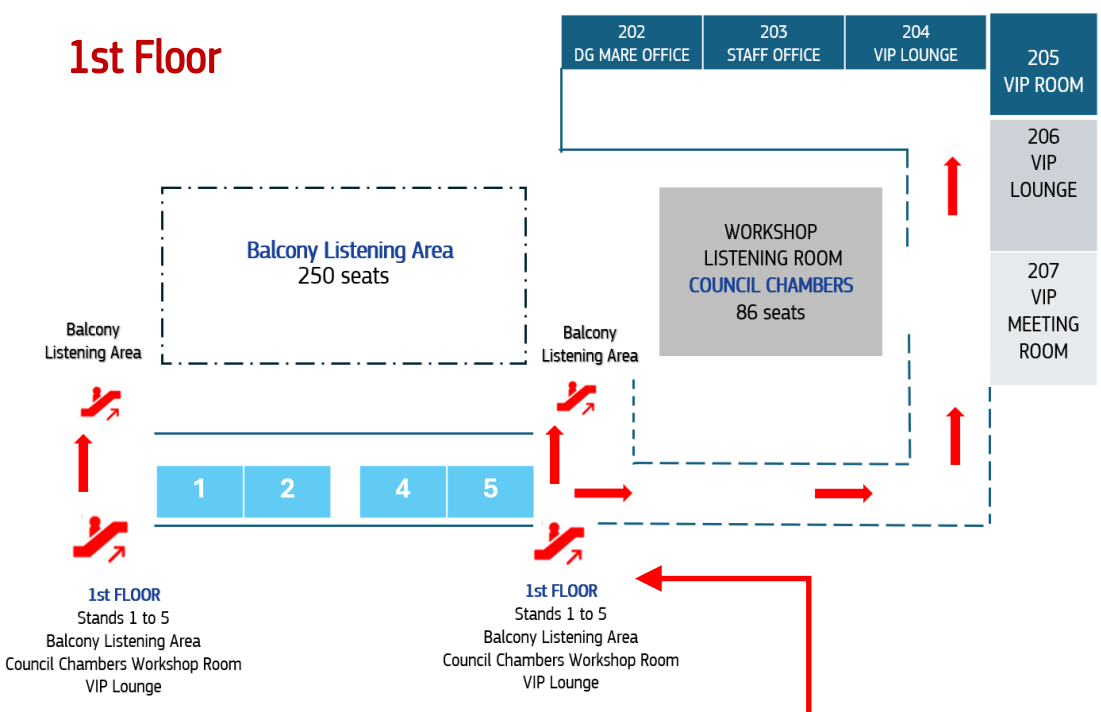 1st Floor
202
DG MARE OFFICE
203
STAFF OFFICE
204
VIP LOUNGE
205
VIP ROOM
206
VIP
LOUNGE
207
VIP
MEETING
ROOM
Balcony Listening Area
250 seats
WORKSHOP
LISTENING ROOM
COUNCIL CHAMBERS
86 seats
Balcony
Listening Area
Balcony
Listening Area
1
2
4
5
1st FLOOR
Stands 1 to 5
Balcony Listening Area
Council Chambers Workshop Room
VIP Lounge
1st FLOOR
Stands 1 to 5
Balcony Listening Area
Council Chambers Workshop Room
VIP Lounge